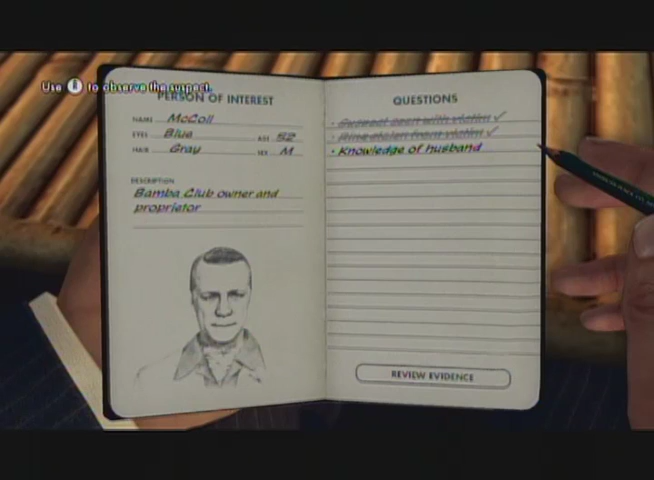 Use to observe the suspect.
PERSON OF INTEREST
NAME McColl
EYES Blue AGE 52
HAIR Gray SEX M
DESCRIPTION
Bamba Club owner and
proprietor
QUESTIONS
• Suspect seen with victim ✓
• Ring stolen from victim ✓
• Knowledge of husband
REVIEW EVIDENCE